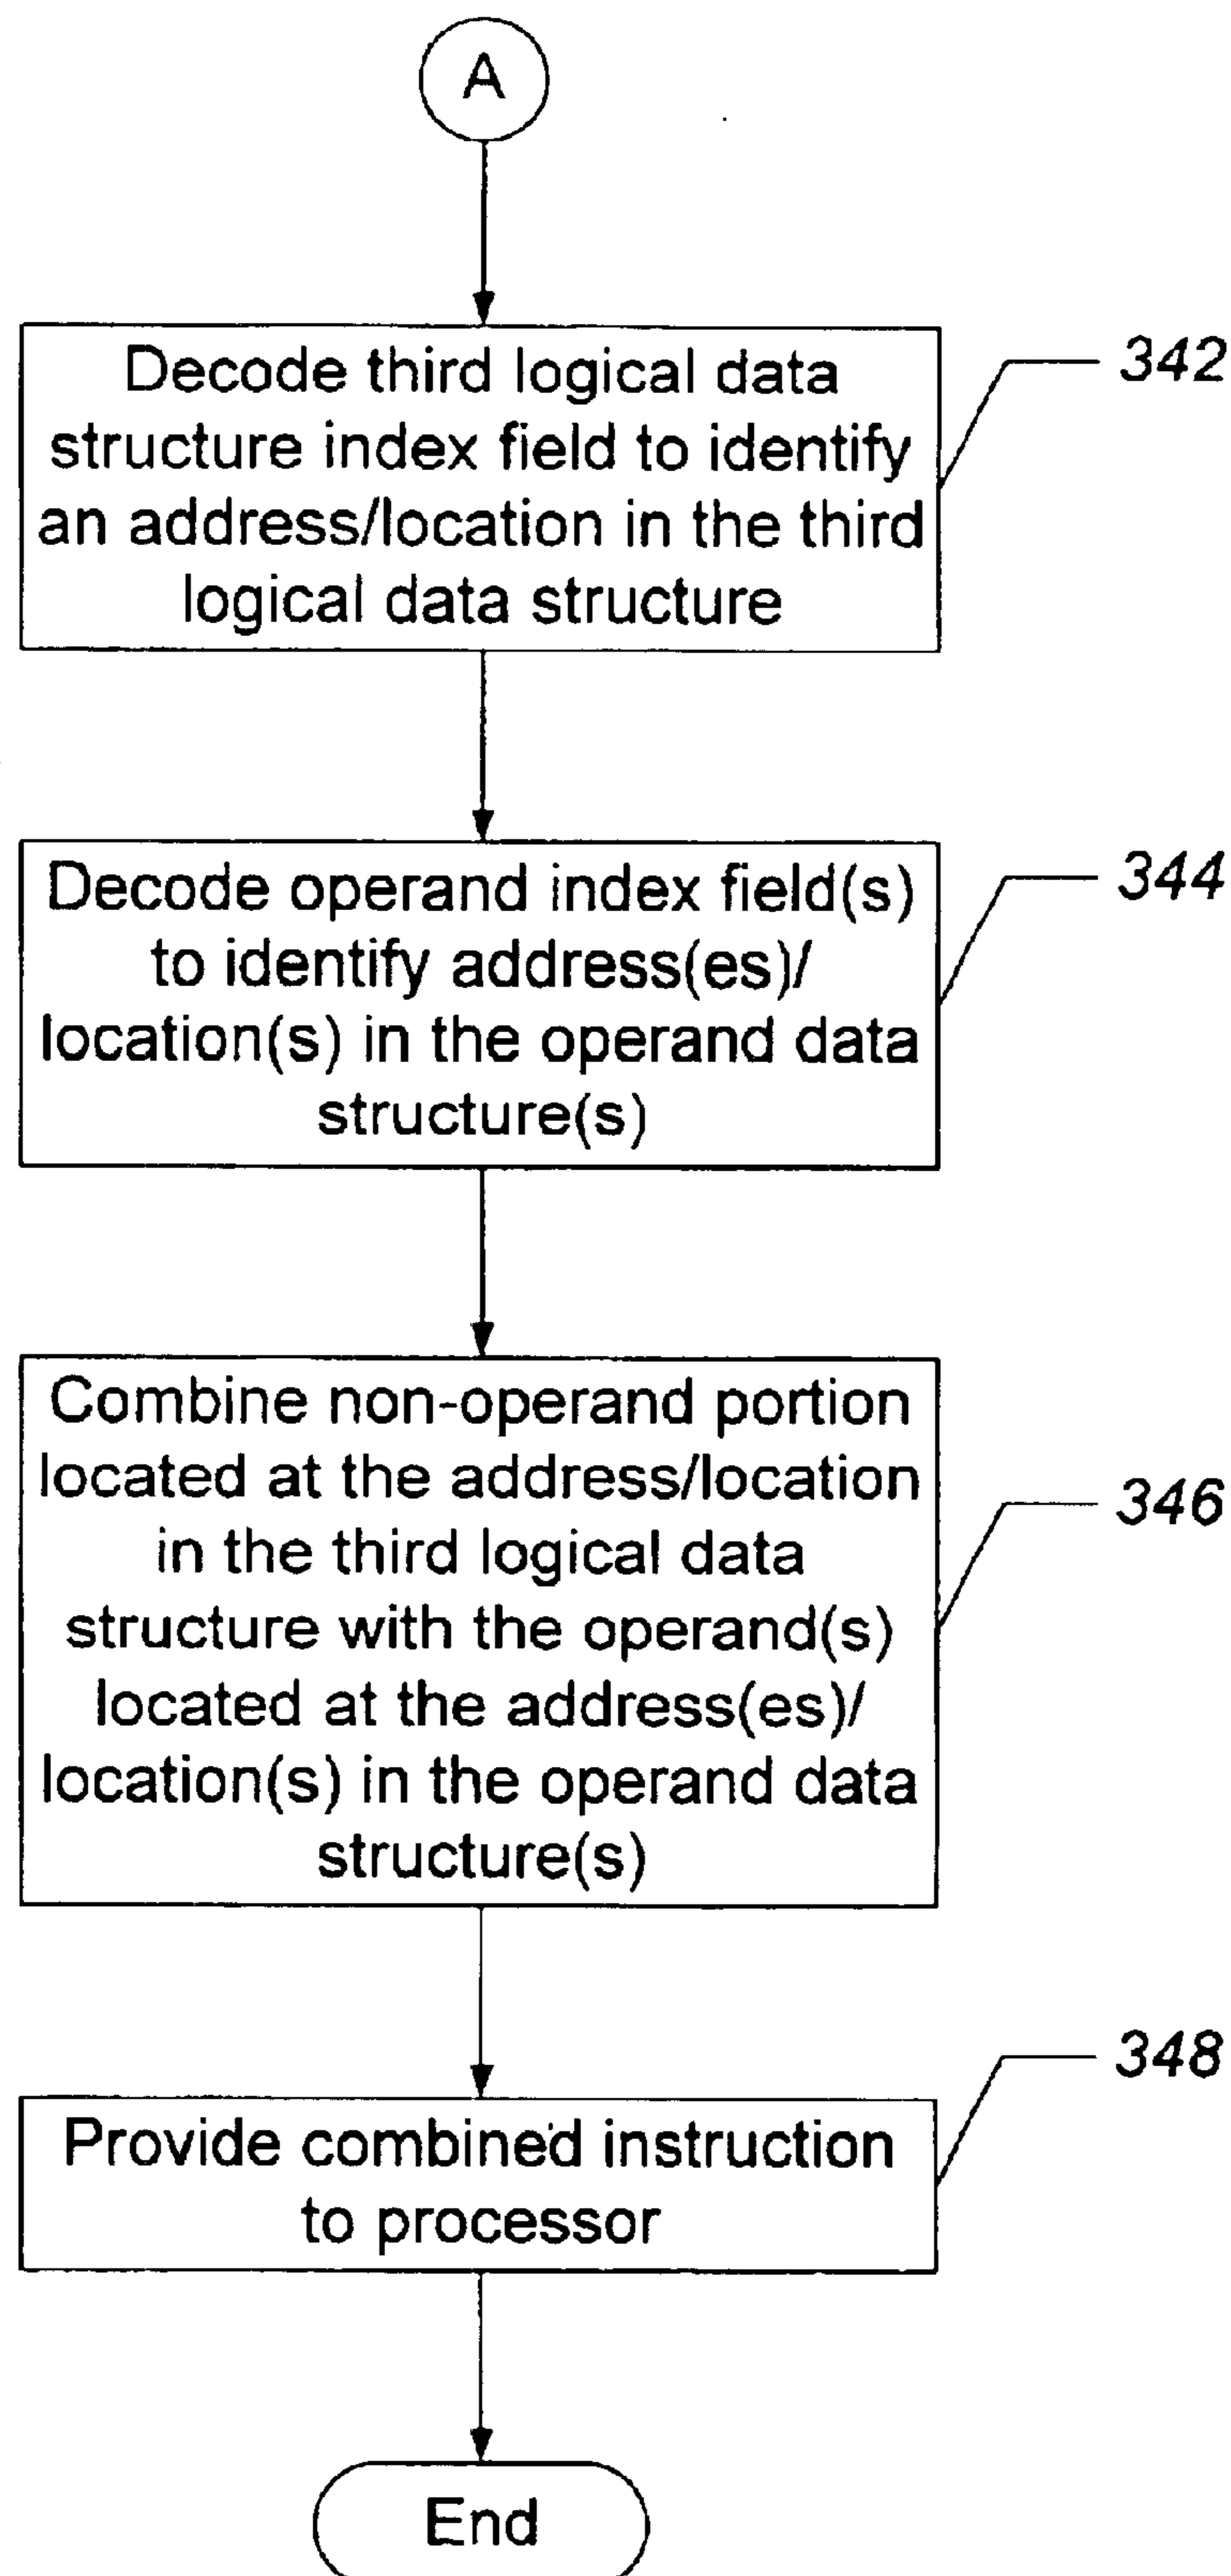 A
Decode third logical data
structure index field to identify
an address/location in the third
logical data structure
342
Decode operand index field(s)
to identify address(es)/
location(s) in the operand data
structure(s)
344
Combine non-operand portion
located at the address/location
in the third logical data
structure with the operand(s)
located at the address(es)/
location(s) in the operand data
structure(s)
346
Provide combined instruction
to processor
348
End